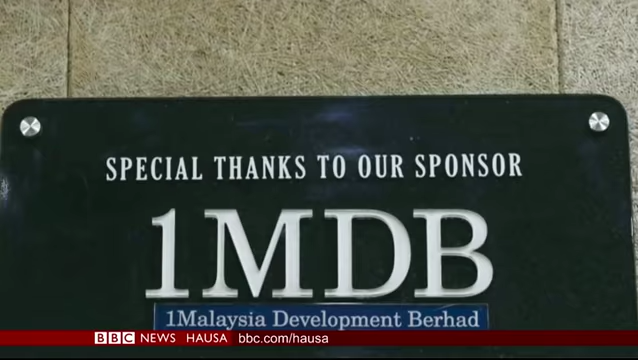 SPECIAL THANKS TO OUR SPONSOR
1MDB
1Malaysia Development Berhad
BBC NEWS HAUSA bbc.com/hausa